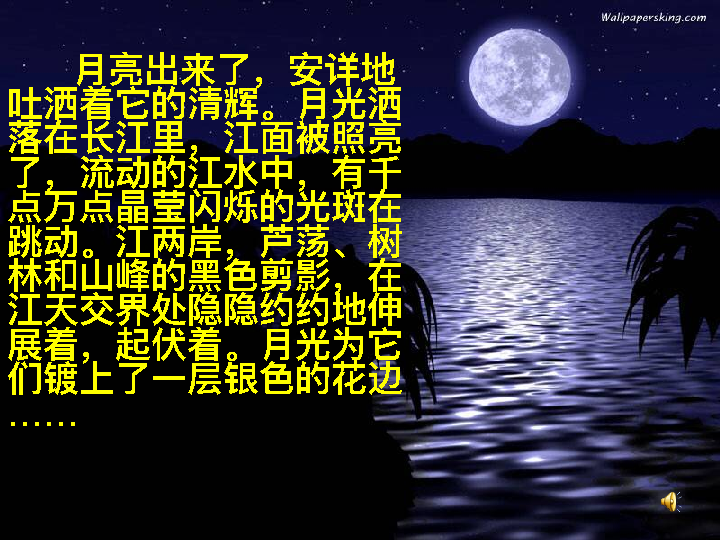 Wallpapersking.com
月亮出来了，安详地
吐洒着它的清辉。月光洒
落在长江里，江面被照亮
了，流动的江水中，有千
点万点晶莹闪烁的光斑在
跳动。江两岸，芦荡、树
林和山峰的黑色剪影，在
江天交界处隐隐约约地伸
展着，起伏着。月光为它
们镀上了一层银色的花边
……